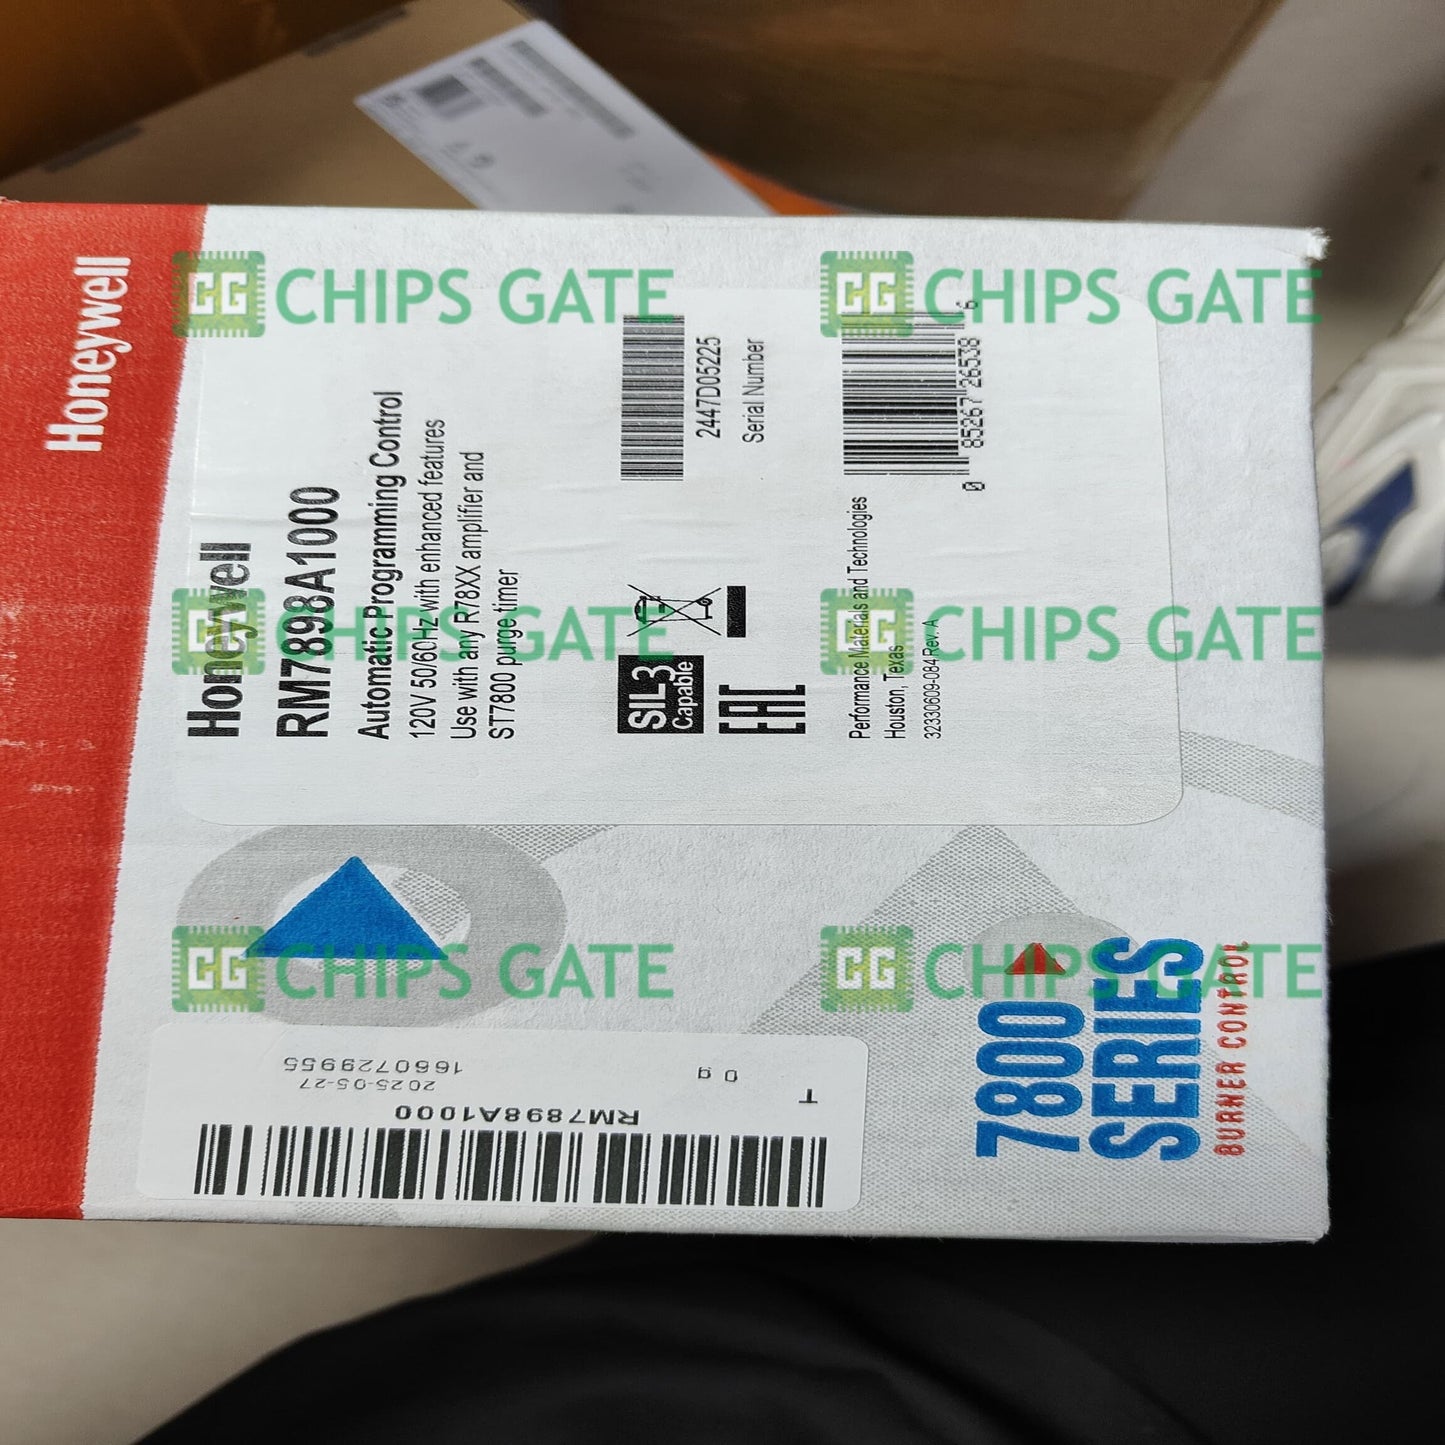 Honeywell
Honeywell
RM7898A1000
Automatic Programming Control
120V 50/60Hz with enhanced features
Use with any R78XX amplifier and
ST7800 purge timer
SIL3
Capable
EAC
2447D05225
Serial Number
Performance Materials and Technologies
Houston, Texas
32330609-084 Rev. A
0 85267 26538 6
7800
SERIES
BURNER CONTROL
RM7898A1000
2025-05-27
1660729955
0 g
T
CHIPS GATE
CHIPS GATE
CHIPS GATE
CHIPS GATE
CHIPS GATE
CHIPS GATE